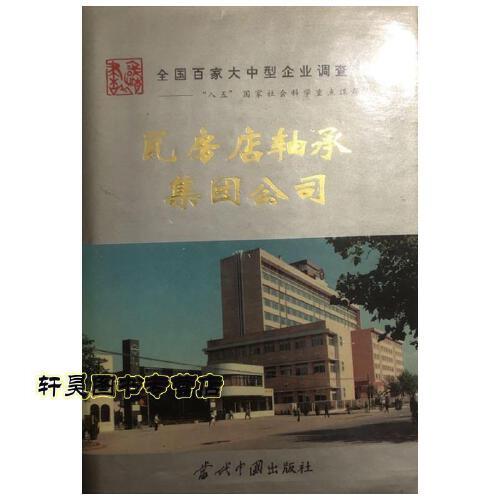 全国百家大中型企业调查
——“八五”国家社会科学重点课
瓦房店轴承
集团公司
轩昊图书专营店
当代中国出版社